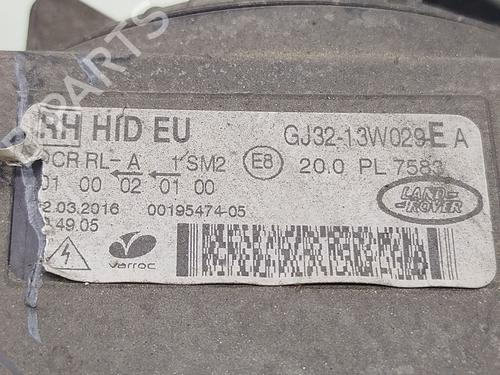 RH HID EU GJ32-13W029-E A
DCR RL- A 1 SM2 E8 20.0 PL 7583
01 00 02 01 00
2.03.2016 00195474-05
49.05
LAND-
ROVER
varroc
PARTS